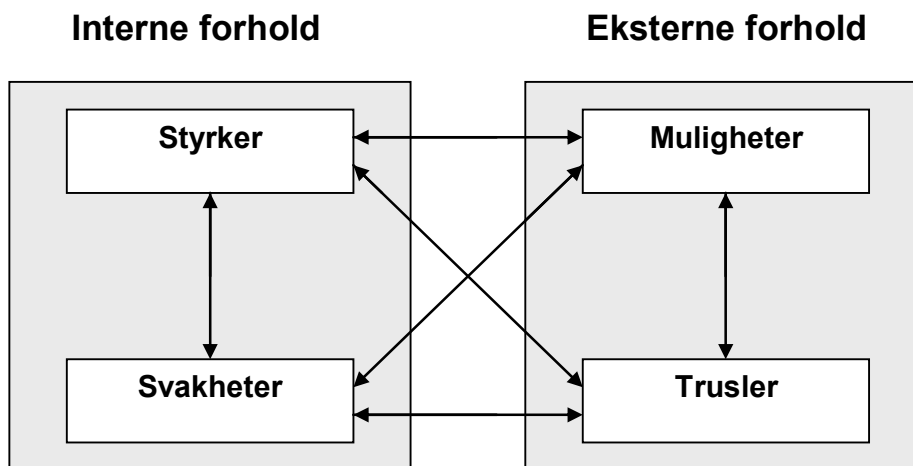 Interne forhold
Eksterne forhold
Styrker
Muligheter
Svakheter
Trusler